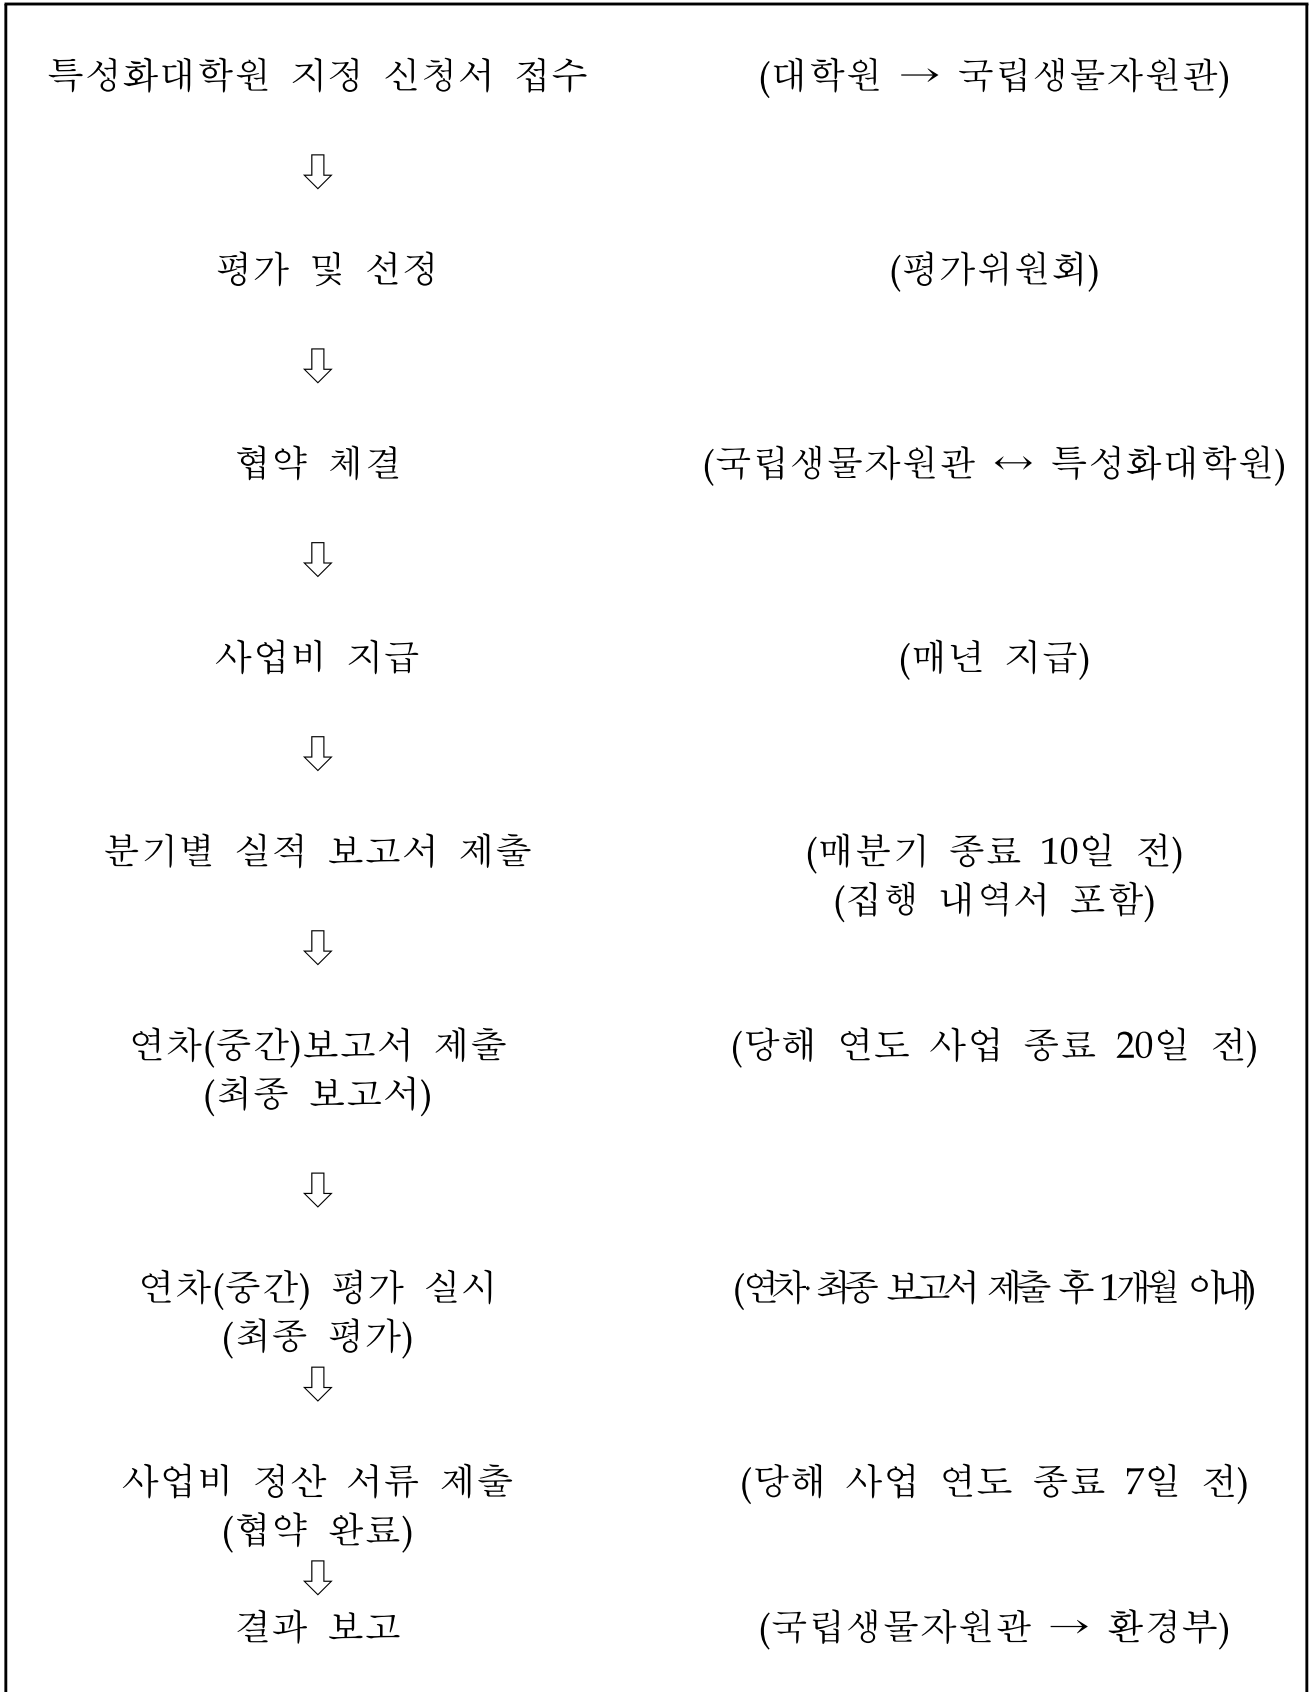 특성화대학원 지정 신청서 접수 (대학원 → 국립생물자원관)
⇩
평가 및 선정 (평가위원회)
⇩
협약 체결 (국립생물자원관 ↔ 특성화대학원)
⇩
사업비 지급 (매년 지급)
⇩
분기별 실적 보고서 제출 (매분기 종료 10일 전)
(집행 내역서 포함)
⇩
연차(중간)보고서 제출 (당해 연도 사업 종료 20일 전)
(최종 보고서)
⇩
연차(중간) 평가 실시 (연차· 최종 보고서 제출 후 1개월 이내)
(최종 평가)
⇩
사업비 정산 서류 제출 (당해 사업 연도 종료 7일 전)
(협약 완료)
⇩
결과 보고 (국립생물자원관 → 환경부)